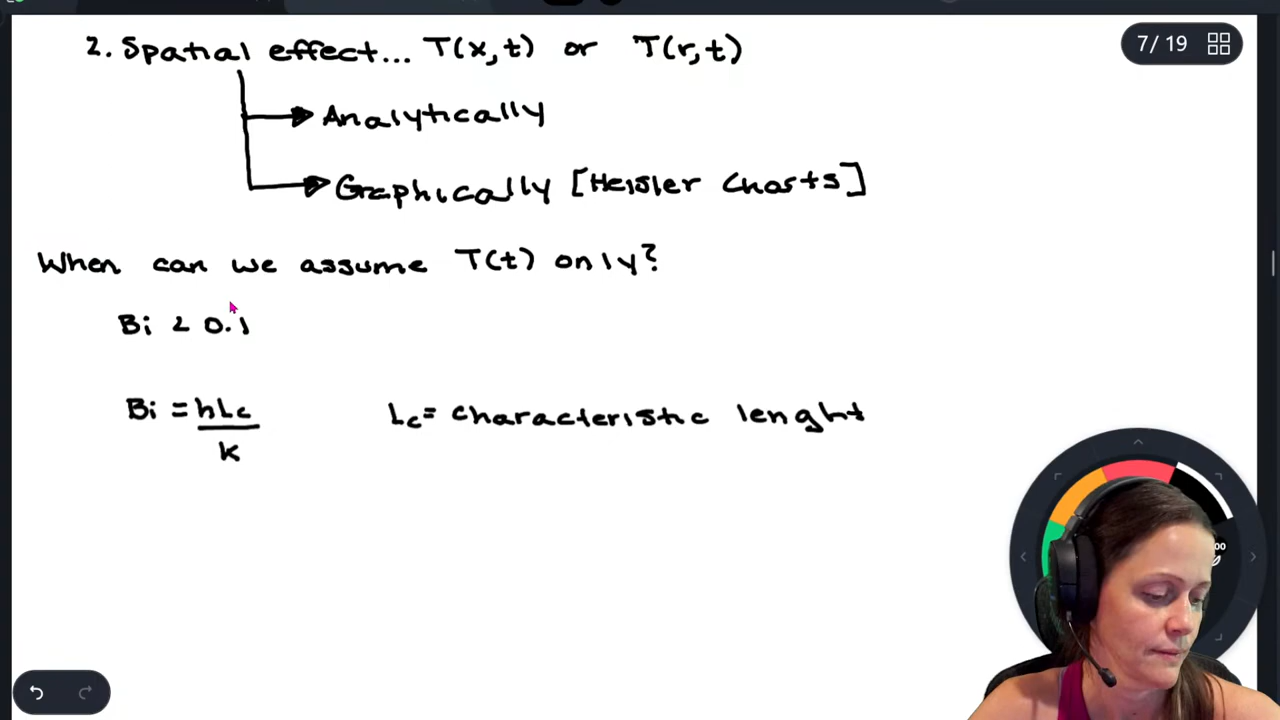 7/19
2. Spatial effect... T(x,t) or T(r,t)
Analytically
Graphically [Heisler Charts]
When can we assume T(t) only?
Bi < 0.1
Bi = hLc/k Lc = characteristic lenght